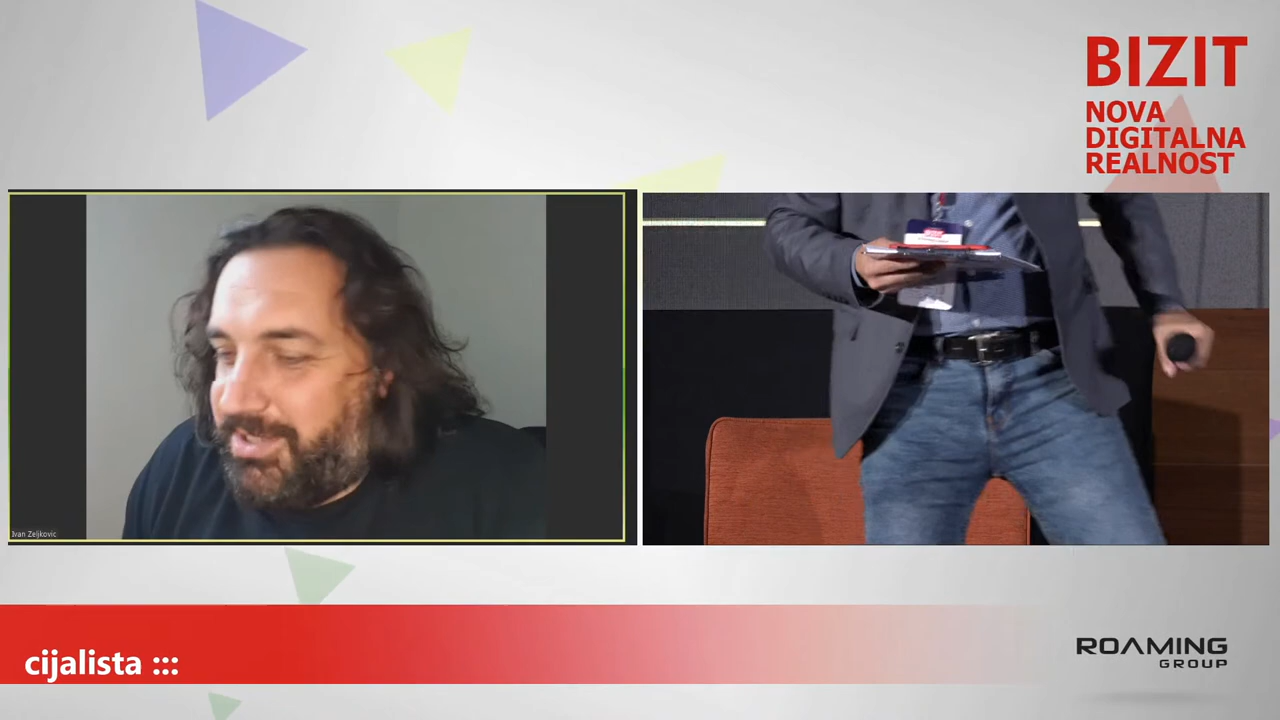 BIZIT
NOVA
DIGITALNA
REALNOST
Ivan Zeljkovic
cijalista :::
ROAMING
GROUP